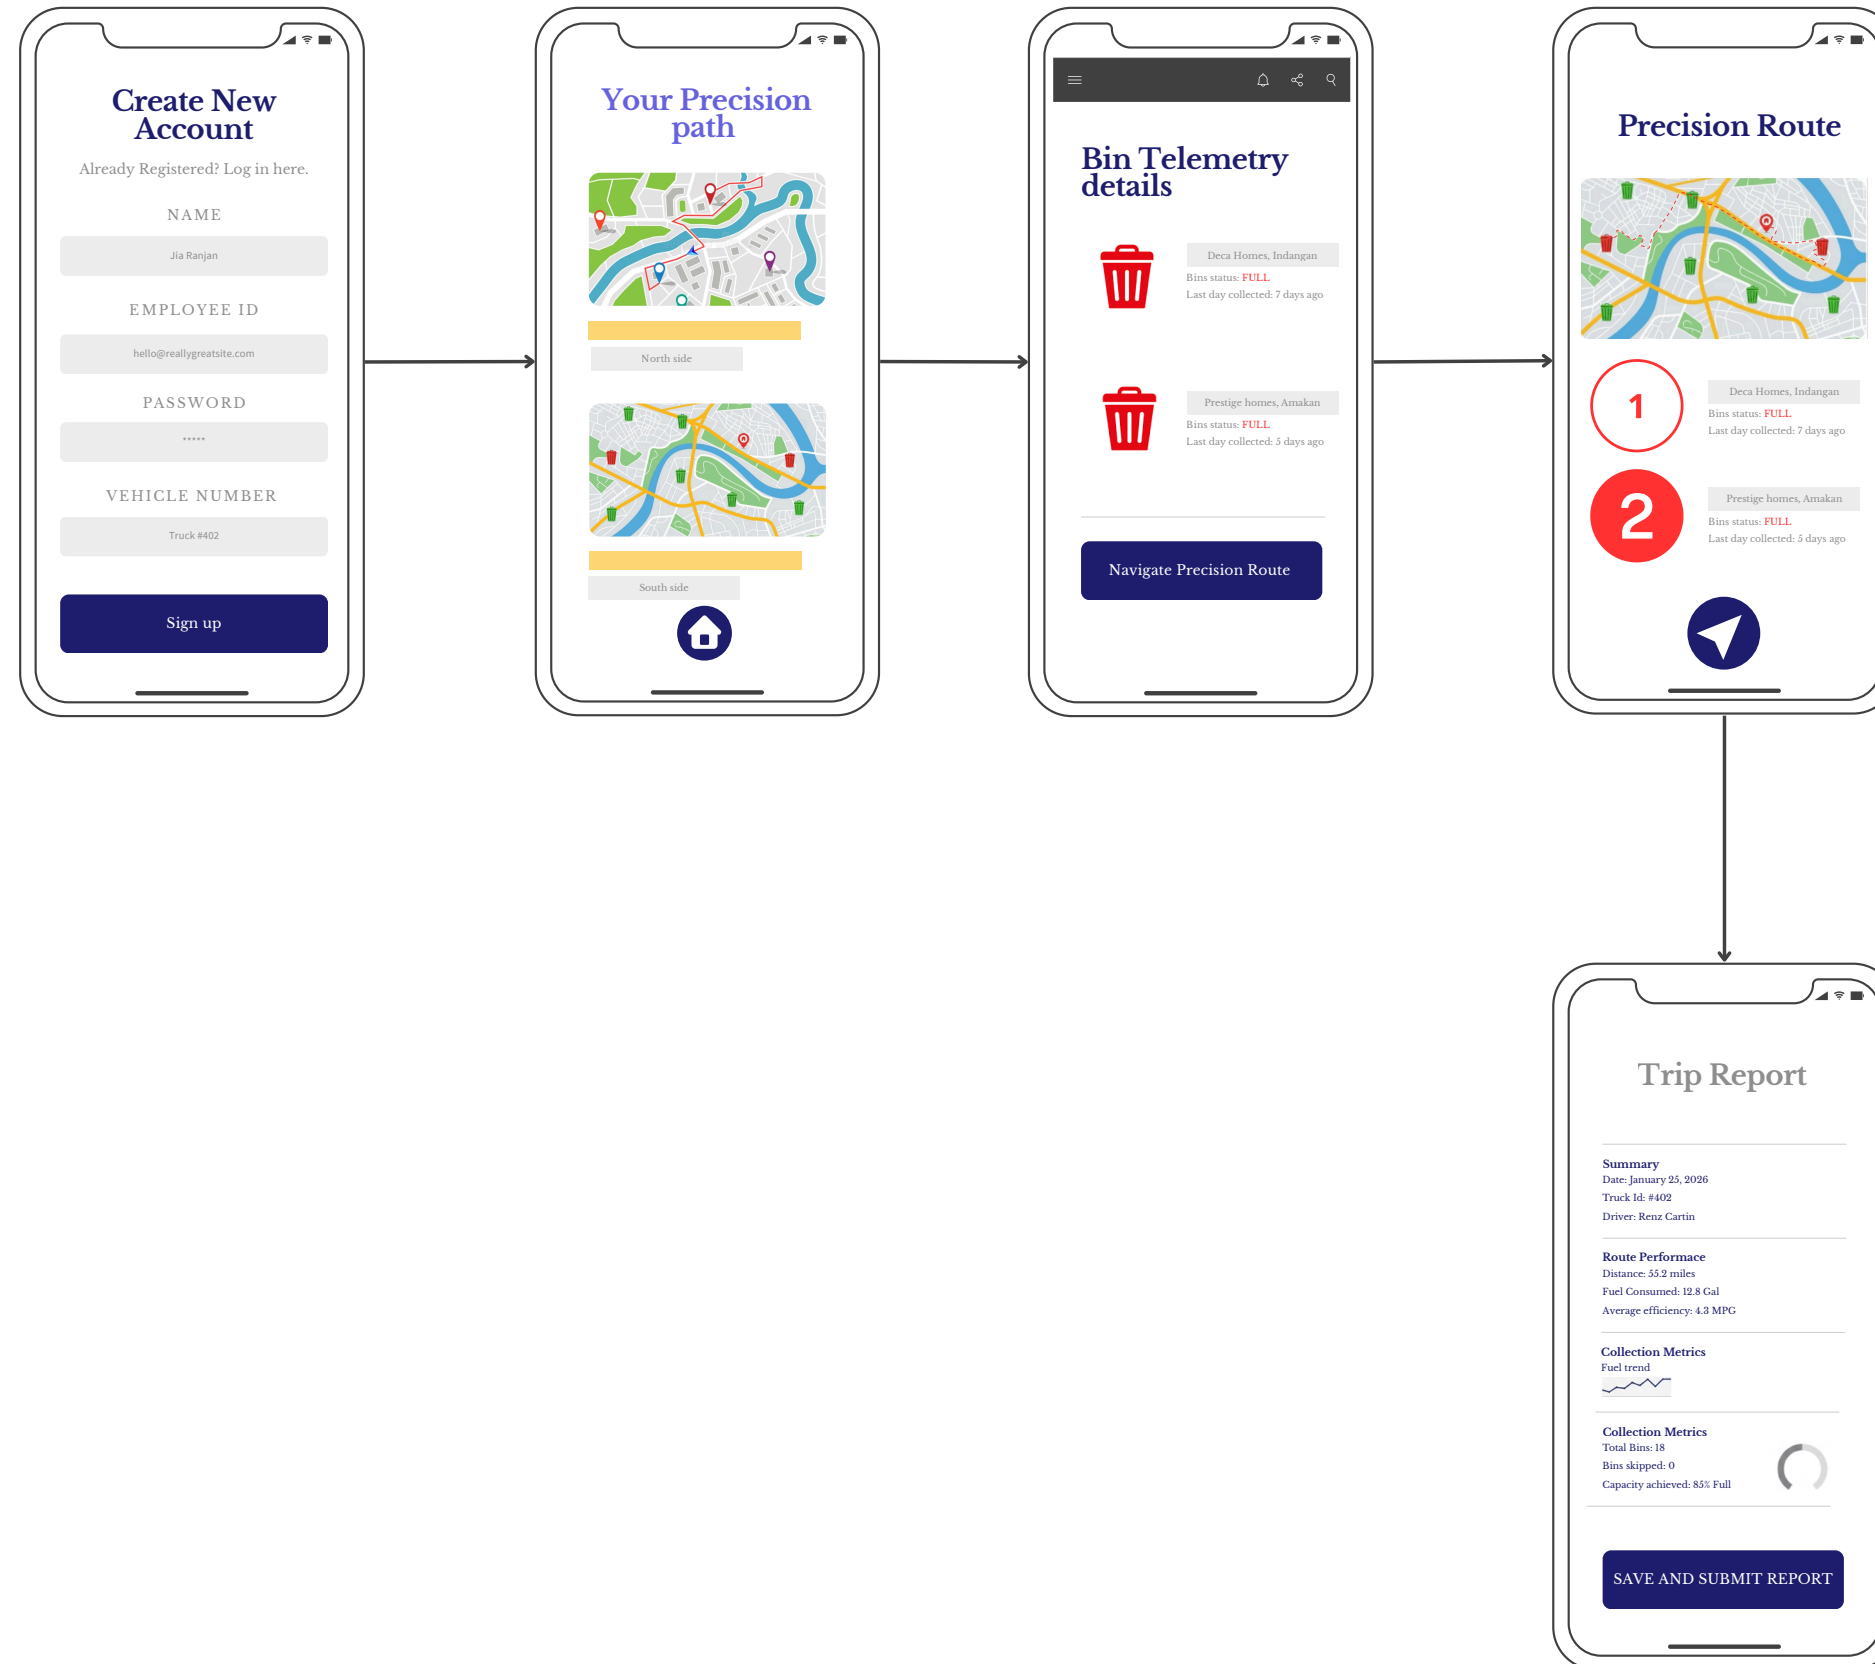 Create New
Account
Already Registered? Log in here.
NAME
Jia Ranjan
EMPLOYEE ID
hello@reallygreatsite.com
PASSWORD
*****
VEHICLE NUMBER
Truck #402
Sign up
Your Precision
path
North side
South side
Bin Telemetry
details
Deca Homes, Indangan
Bins status: FULL
Last day collected: 7 days ago
Prestige homes, Amakan
Bins status: FULL
Last day collected: 5 days ago
Navigate Precision Route
Precision Route
1
Deca Homes, Indangan
Bins status: FULL
Last day collected: 7 days ago
2
Prestige homes, Amakan
Bins status: FULL
Last day collected: 5 days ago
Trip Report
Summary
Date: January 25, 2026
Truck Id: #402
Driver: Renz Cartin
Route Performace
Distance: 55.2 miles
Fuel Consumed: 12.8 Gal
Average efficiency: 4.3 MPG
Collection Metrics
Fuel trend
Collection Metrics
Total Bins: 18
Bins skipped: 0
Capacity achieved: 85% Full
SAVE AND SUBMIT REPORT